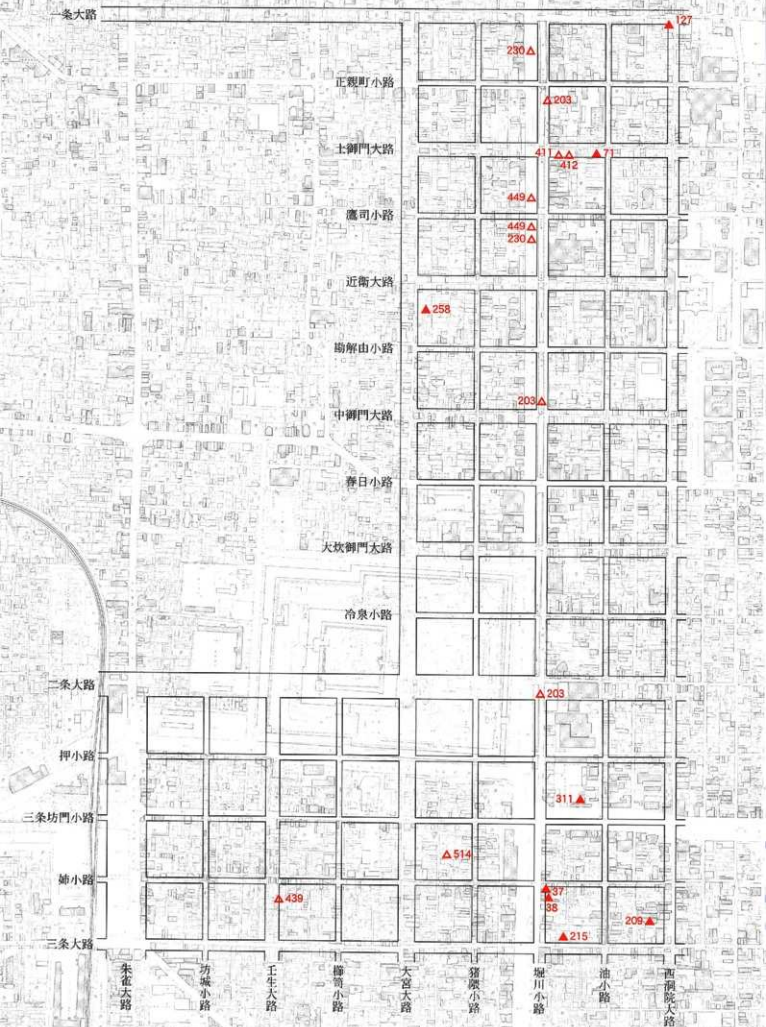 一条大路
127
230
正親町小路
203
土御門大路
411
71
412
449
鷹司小路
449
230
近衛大路
258
勘解由小路
203
中御門大路
春日小路
大炊御門大路
冷泉小路
二条大路
203
押小路
311
三条坊門小路
514
姉小路
37
439
38
209
三条大路
215
朱雀大路
坊城小路
壬生大路
櫛笥小路
大宮大路
猪隈小路
堀川小路
油小路
西洞院大路